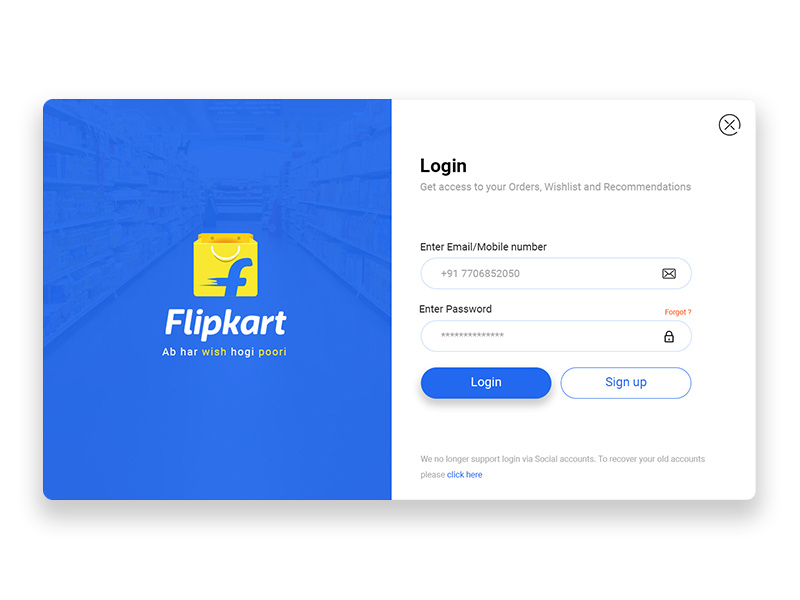 Flipkart
Ab har wish hogi poori
Login
Get access to your Orders, Wishlist and Recommendations
Enter Email/Mobile number
+91 7706852050
Enter Password
Forgot ?
**************
Login
Sign up
We no longer support login via Social accounts. To recover your old accounts
please click here